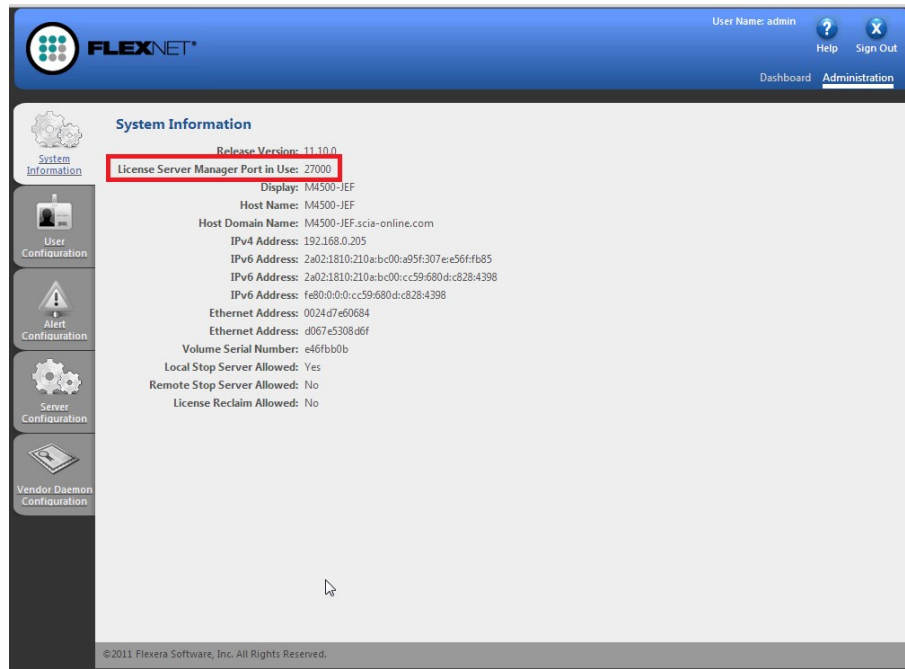 User Name: admin
? X
FLEXNET
Help Sign Out
Dashboard Administration
System Information
System
Information
User
Configuration
Alert
Configuration
Server
Configuration
Vendor Daemon
Configuration
Release Version: 11.10.0
License Server Manager Port in Use: 27000
Display: M4500-JEF
Host Name: M4500-JEF
Host Domain Name: M4500-JEF.scia-online.com
IPv4 Address: 192.168.0.205
IPv6 Address: 2a02:1810:210a:bc00:a95f:307e:e56f:fb85
IPv6 Address: 2a02:1810:210a:bc00:cc59:680d:c828:4398
IPv6 Address: fe80:0:0:0:cc59:680d:c828:4398
Ethernet Address: 0024d7e60684
Ethernet Address: d067e5308d6f
Volume Serial Number: e46fbb0b
Local Stop Server Allowed: Yes
Remote Stop Server Allowed: No
License Reclaim Allowed: No
©2011 Flexera Software, Inc. All Rights Reserved.